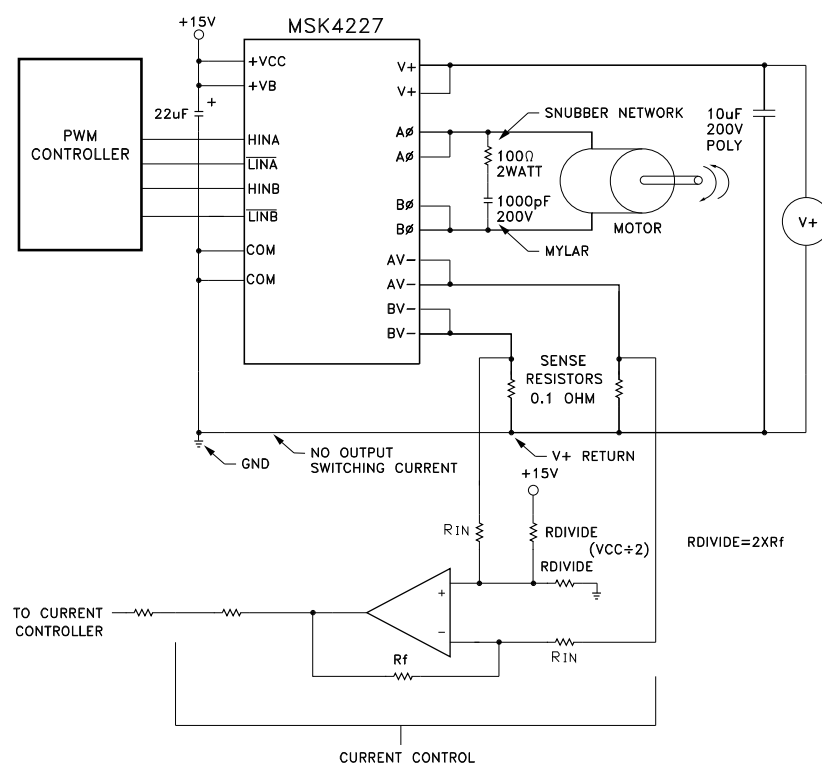 MSK4227
+15V
+VCC
+VB
22uF
+
PWM
CONTROLLER
HINA
LINA
HINB
LINB
COM
COM
V+
V+
AØ
AØ
BØ
BØ
AV-
AV-
BV-
BV-
SNUBBER NETWORK
100Ω
2WATT
1000pF
200V
MYLAR
MOTOR
10uF
200V
POLY
V+
SENSE
RESISTORS
0.1 OHM
GND
NO OUTPUT
SWITCHING CURRENT
V+ RETURN
+15V
RIN
RDIVIDE
(VCC÷2)
RDIVIDE
RDIVIDE=2XRf
+
-
TO CURRENT
CONTROLLER
Rf
RIN
CURRENT CONTROL